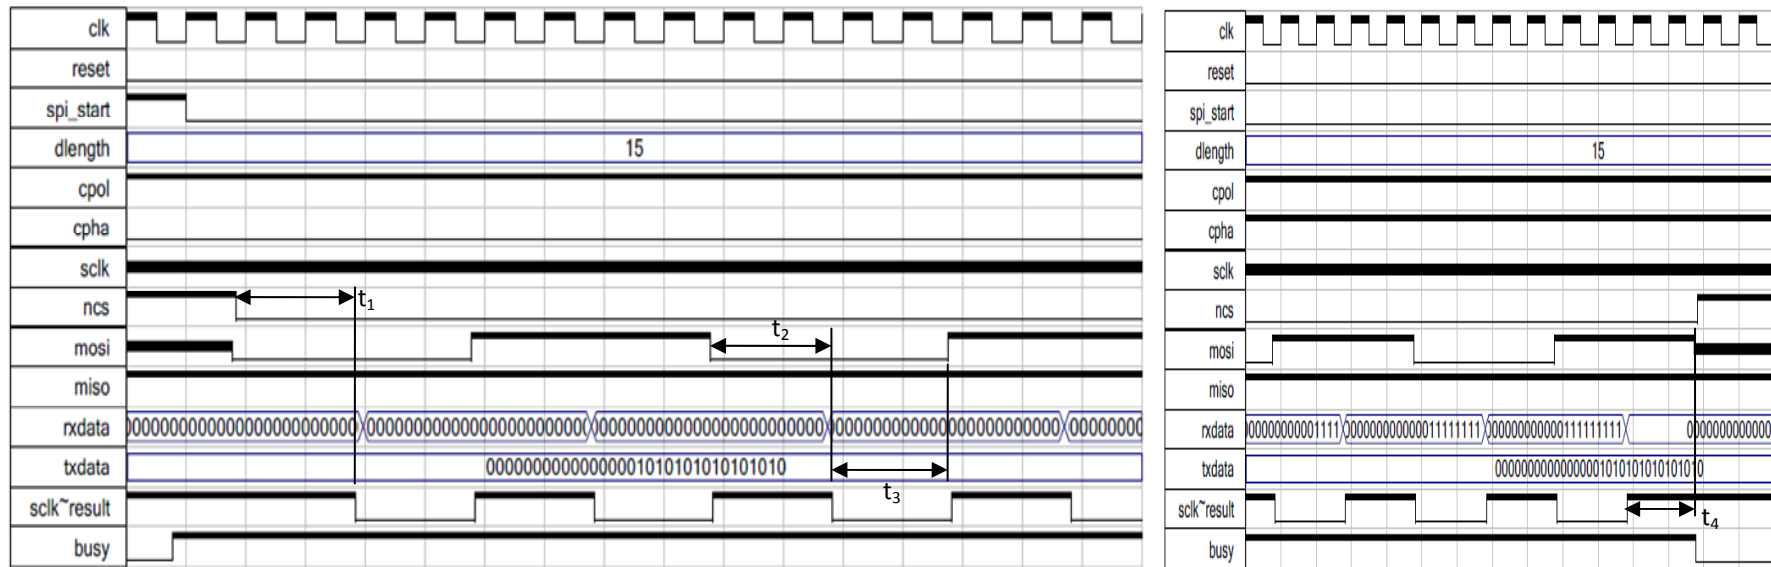 clk
reset
spi_start
dlength
15
cpol
cpha
sclk
ncs
t1
mosi
t2
miso
rxdata
txdata
00000000000000001010101010101010
t3
sclk~result
busy
clk
reset
spi_start
dlength
15
cpol
cpha
sclk
ncs
mosi
miso
rxdata
txdata
00000000000000001010101010101010
sclk~result
t4
busy